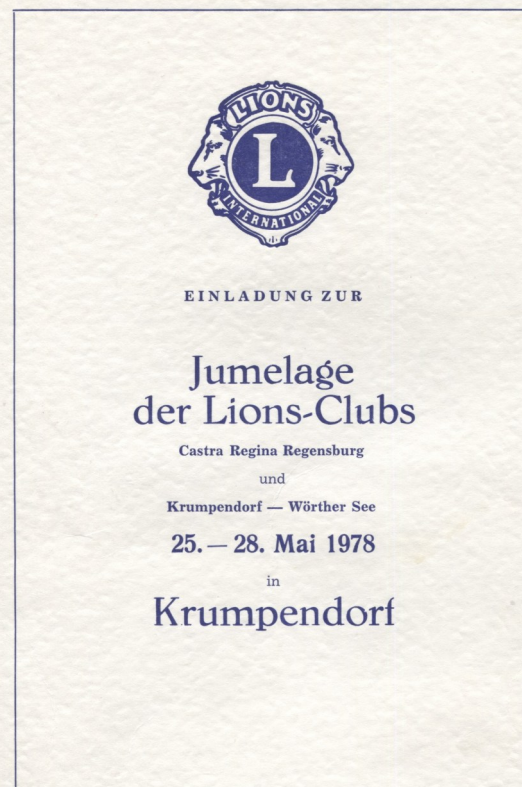 LIONS
L
INTERNATIONAL
EINLADUNG ZUR
Jumelage
der Lions-Clubs
Castra Regina Regensburg
und
Krumpendorf — Wörther See
25. — 28. Mai 1978
in
Krumpendorf